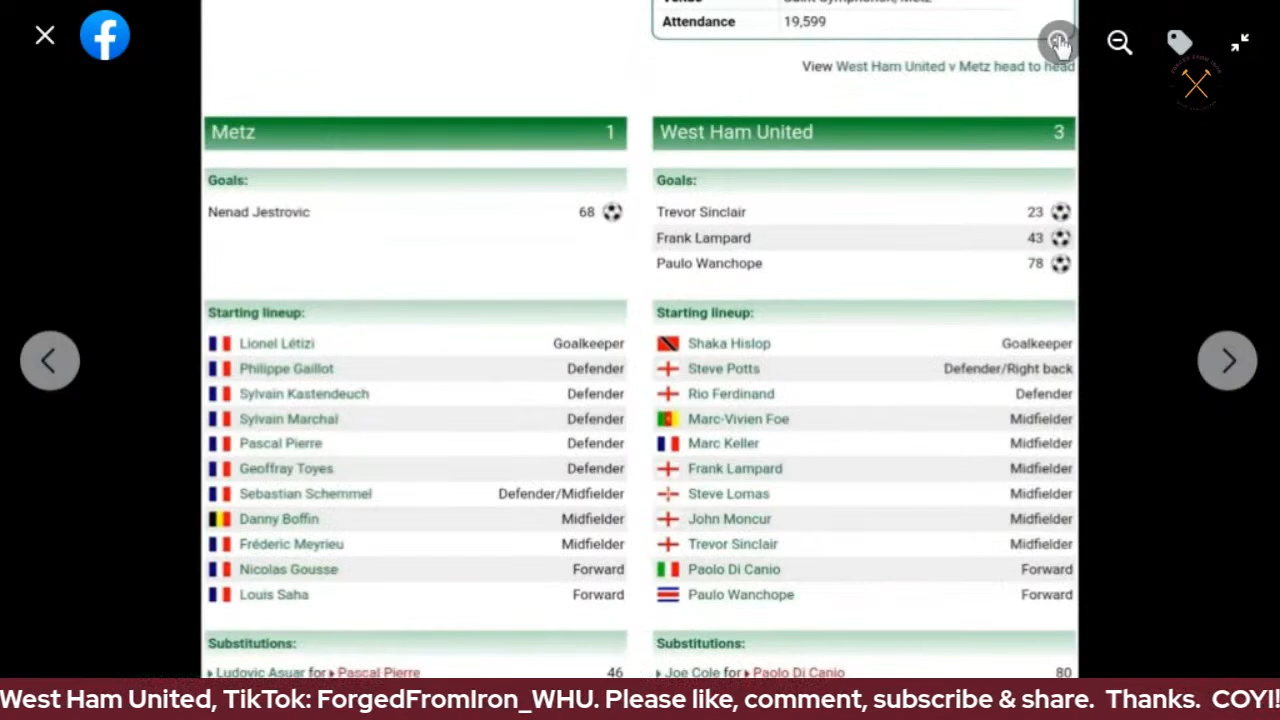 Attendance 19,599
View West Ham United v Metz head to head
Metz 1
West Ham United 3
Goals:
Nenad Jestrovic 68
Goals:
Trevor Sinclair 23
Frank Lampard 43
Paulo Wanchope 78
Starting lineup:
Lionel Létizi Goalkeeper
Philippe Gaillot Defender
Sylvain Kastendeuch Defender
Sylvain Marchal Defender
Pascal Pierre Defender
Geoffray Toyes Defender
Sebastian Schemmel Defender/Midfielder
Danny Boffin Midfielder
Fréderic Meyrieu Midfielder
Nicolas Gousse Forward
Louis Saha Forward
Starting lineup:
Shaka Hislop Goalkeeper
Steve Potts Defender/Right back
Rio Ferdinand Defender
Marc-Vivien Foe Midfielder
Marc Keller Midfielder
Frank Lampard Midfielder
Steve Lomas Midfielder
John Moncur Midfielder
Trevor Sinclair Midfielder
Paolo Di Canio Forward
Paulo Wanchope Forward
Substitutions:
Ludovic Asuar for Pascal Pierre 46
Substitutions:
Joe Cole for Paolo Di Canio 80
West Ham United, TikTok: ForgedFromIron_WHU. Please like, comment, subscribe & share. Thanks. COYI!